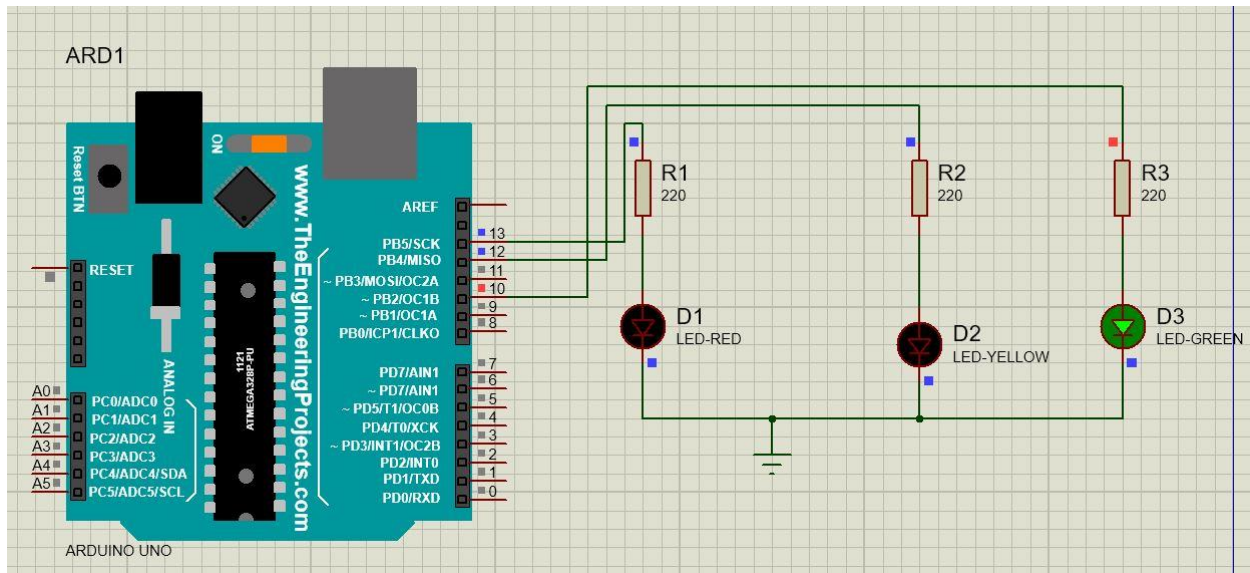 ARD1
ON
Reset BTN
www.TheEngineeringProjects.com
AREF
PB5/SCK
13
PB4/MISO
12
~ PB3/MOSI/OC2A
11
~ PB2/OC1B
10
~ PB1/OC1A
9
PB0/ICP1/CLKO
8
RESET
1121
ATMEGA328P-PU
ANALOG IN
PD7/AIN1
7
~ PD7/AIN1
6
~ PD5/T1/OC0B
5
PD4/T0/XCK
4
~ PD3/INT1/OC2B
3
PD2/INT0
2
PD1/TXD
1
PD0/RXD
0
A0
PC0/ADC0
A1
PC1/ADC1
A2
PC2/ADC2
A3
PC3/ADC3
A4
PC4/ADC4/SDA
A5
PC5/ADC5/SCL
ARDUINO UNO
R1
220
R2
220
R3
220
D1
LED-RED
D2
LED-YELLOW
D3
LED-GREEN